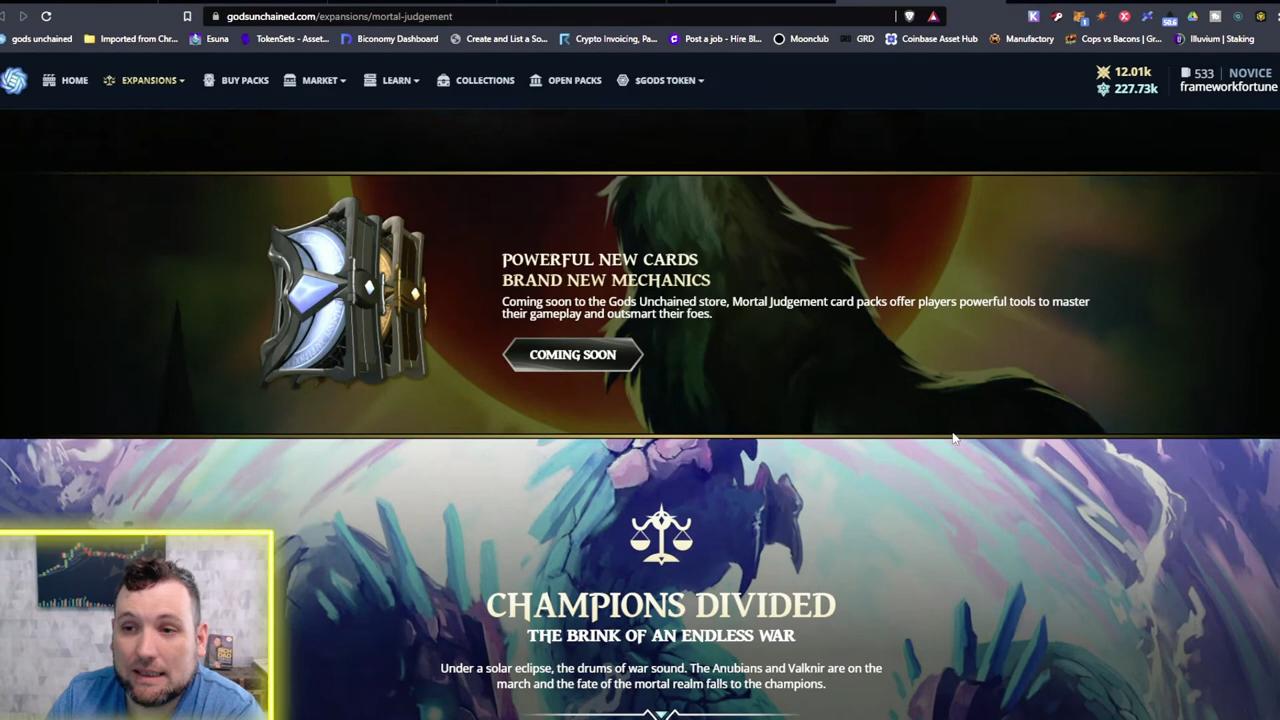 godsunchained.com/expansions/mortal-judgement
gods unchained
Imported from Chr...
Esuna
TokenSets - Asset...
Biconomy Dashboard
Create and List a So...
Crypto Invoicing, Pa...
Post a job - Hire Bl...
Moonclub
GRD
Coinbase Asset Hub
Manufactory
Cops vs Bacons | Gr...
Illuvium | Staking
HOME
EXPANSIONS
BUY PACKS
MARKET
LEARN
COLLECTIONS
OPEN PACKS
$GODS TOKEN
12.01k
227.73k
533
NOVICE
frameworkfortune
POWERFUL NEW CARDS
BRAND NEW MECHANICS
Coming soon to the Gods Unchained store, Mortal Judgement card packs offer players powerful tools to master
their gameplay and outsmart their foes.
COMING SOON
CHAMPIONS DIVIDED
THE BRINK OF AN ENDLESS WAR
Under a solar eclipse, the drums of war sound. The Anubians and Valknir are on the
march and the fate of the mortal realm falls to the champions.
RICH
DAD